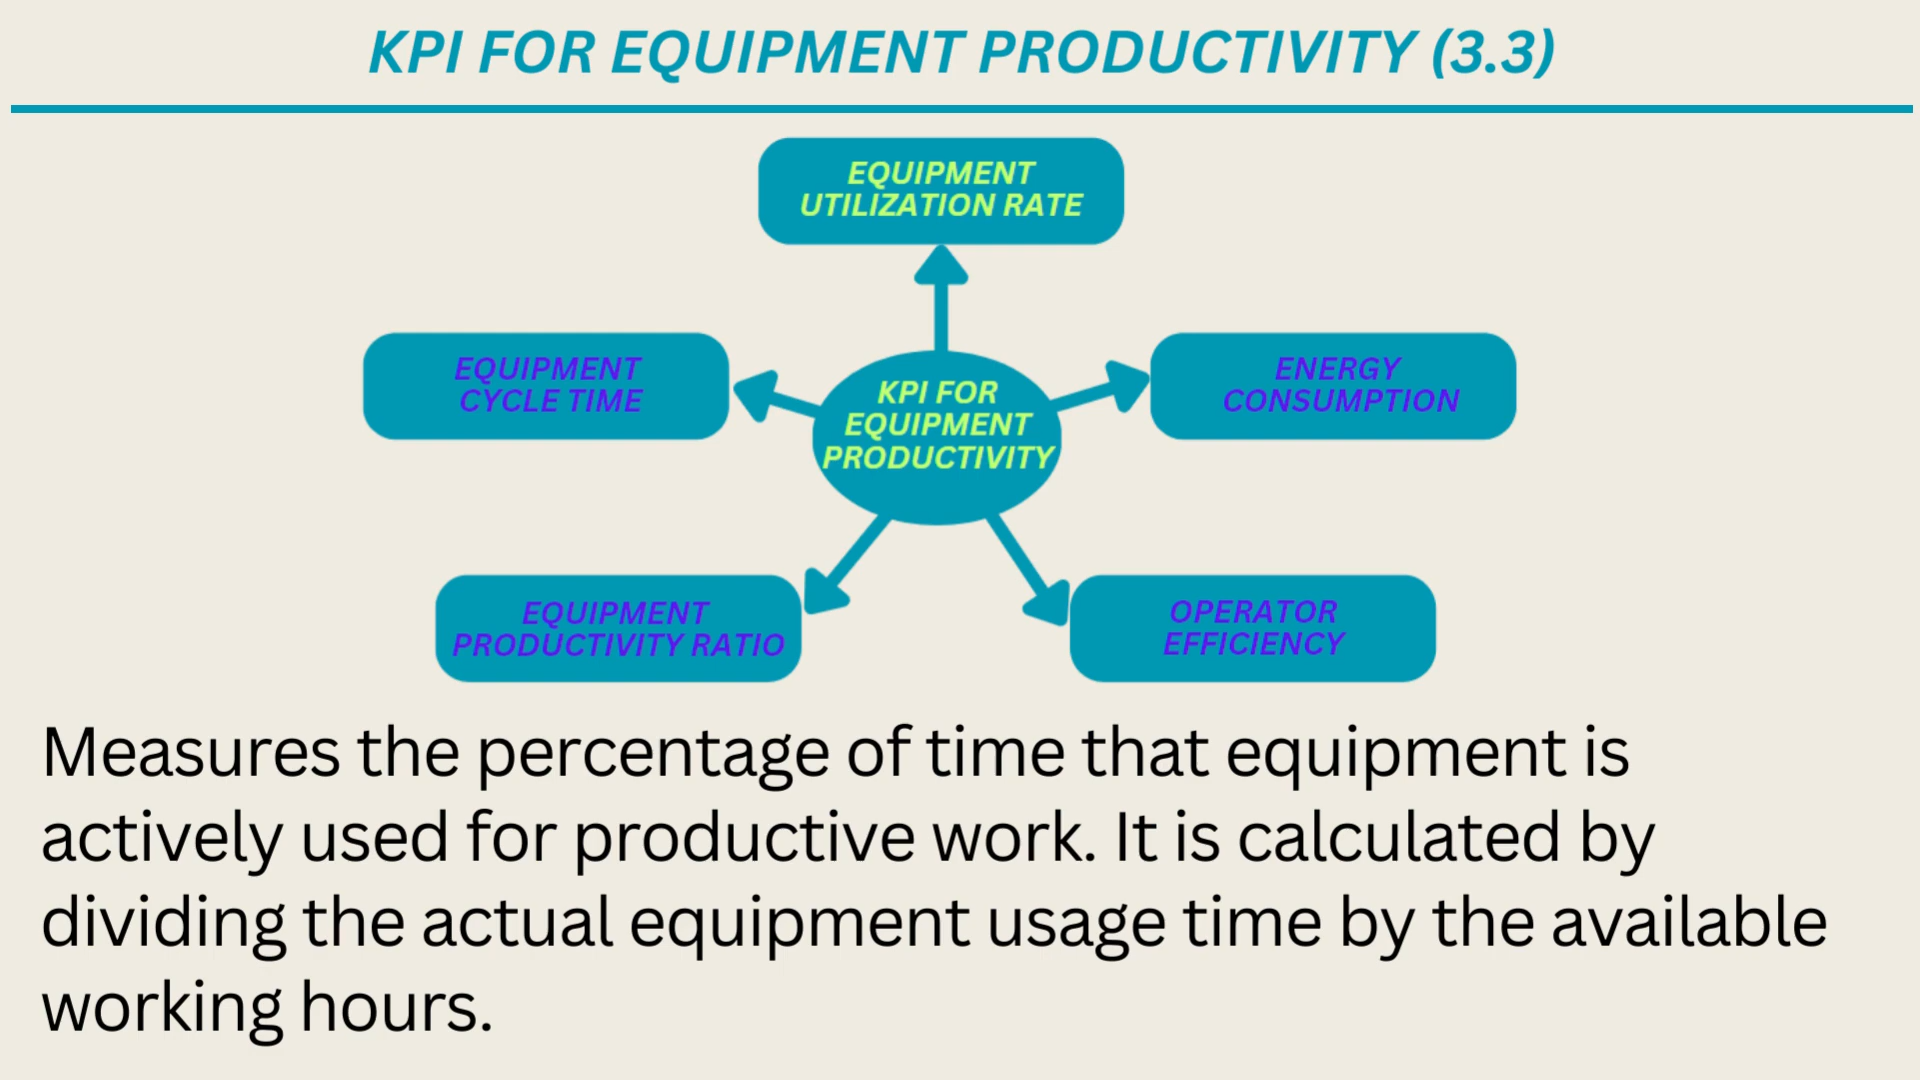 KPI FOR EQUIPMENT PRODUCTIVITY (3.3)
EQUIPMENT
UTILIZATION RATE
EQUIPMENT
CYCLE TIME
KPI FOR
EQUIPMENT
PRODUCTIVITY
ENERGY
CONSUMPTION
EQUIPMENT
PRODUCTIVITY RATIO
OPERATOR
EFFICIENCY
Measures the percentage of time that equipment is
actively used for productive work. It is calculated by
dividing the actual equipment usage time by the available
working hours.